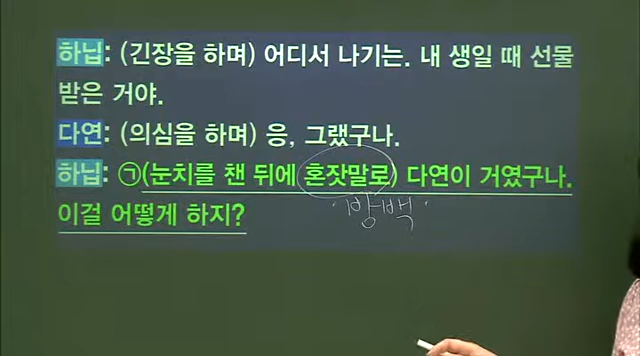 하닙: (긴장을 하며) 어디서 나기는. 내 생일 때 선물
받은 거야.
다연: (의심을 하며) 응, 그랬구나.
하닙: ㉠(눈치를 챈 뒤에 혼잣말로) 다연이 거였구나.
이걸 어떻게 하지?
방백